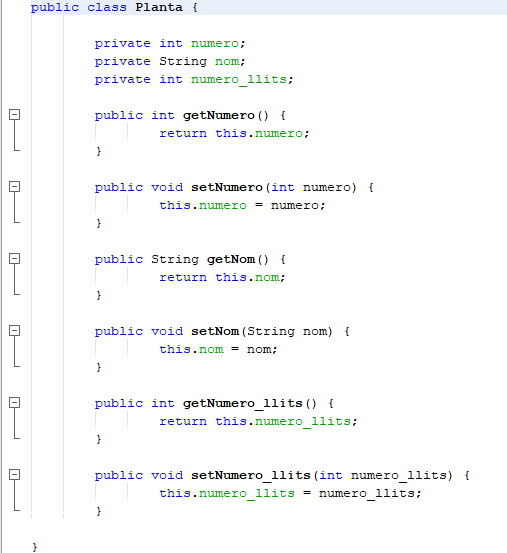 public class Planta {
private int numero;
private String nom;
private int numero_llits;
public int getNumero() {
return this.numero;
}
public void setNumero(int numero) {
this.numero = numero;
}
public String getNom() {
return this.nom;
}
public void setNom(String nom) {
this.nom = nom;
}
public int getNumero_llits() {
return this.numero_llits;
}
public void setNumero_llits(int numero_llits) {
this.numero_llits = numero_llits;
}
}